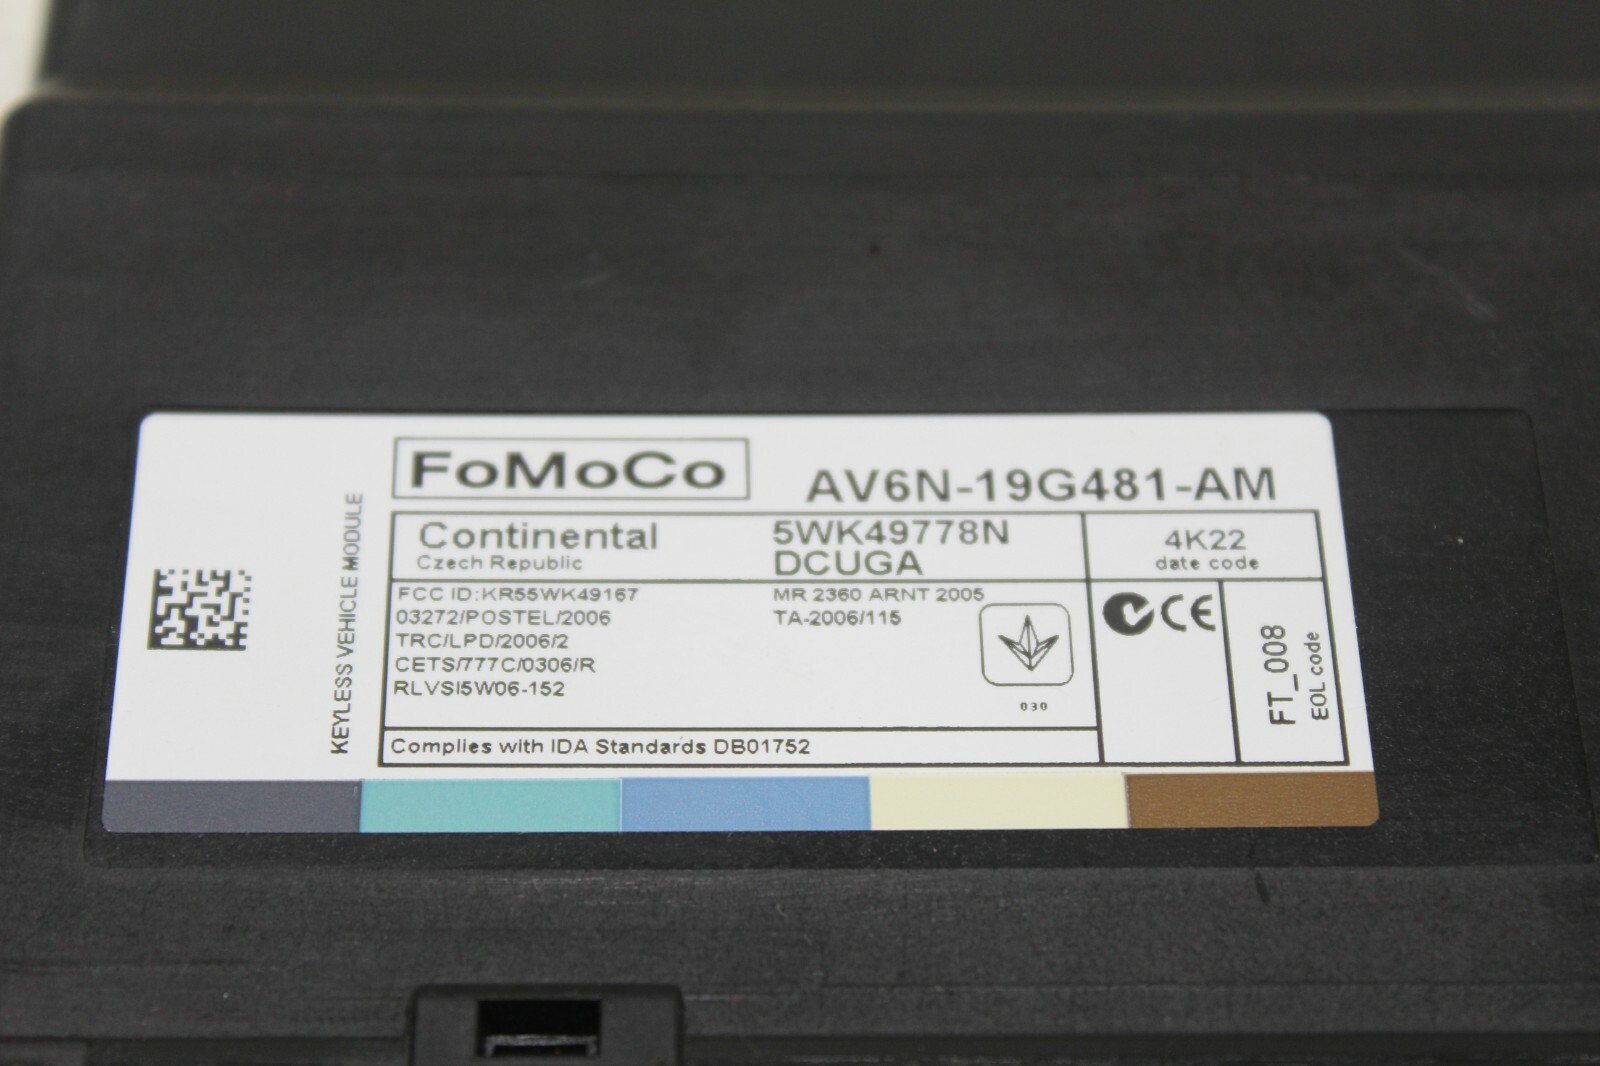 FoMoCo
AV6N-19G481-AM
KEYLESS VEHICLE MODULE
Continental
Czech Republic
5WK49778N
DCUGA
4K22
date code
FCC ID:KR55WK49167
03272/POSTEL/2006
TRC/LPD/2006/2
CETS/777C/0306/R
RLVSI5W06-152
MR 2360 ARNT 2005
TA-2006/115
030
CE
FT_008
EOL code
Complies with IDA Standards DB01752